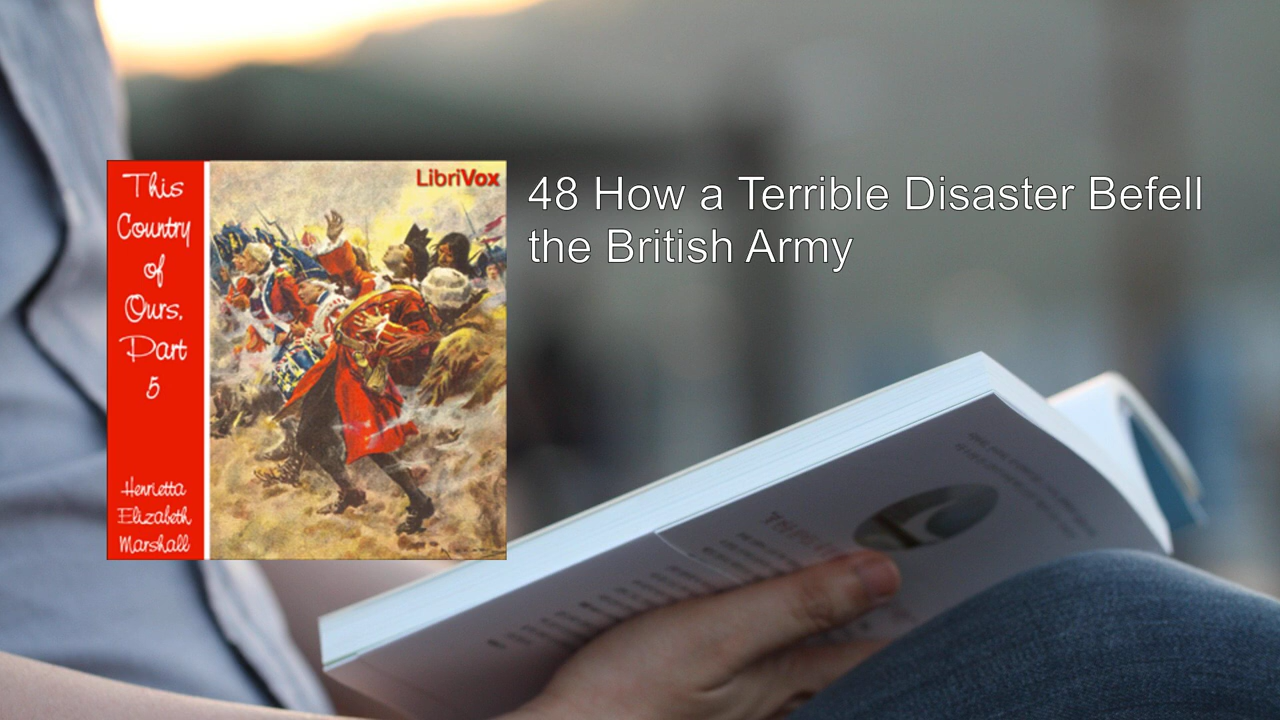 This
Country
of
Ours.
Part
5
Henrietta
Elizabeth
Marshall
LibriVox
48 How a Terrible Disaster Befell
the British Army